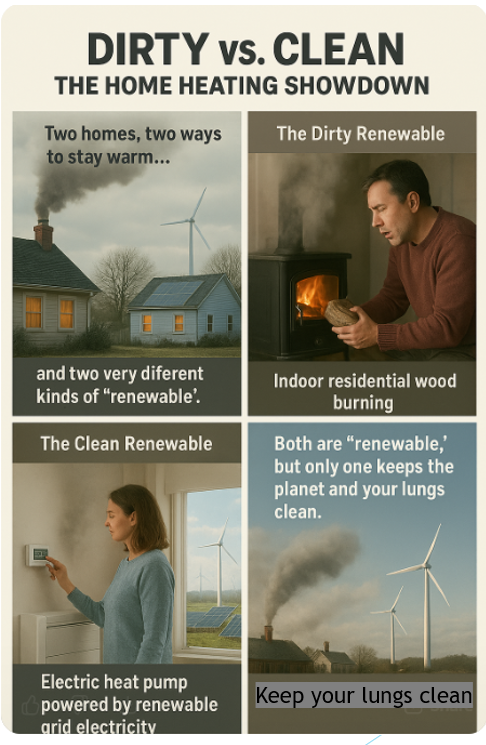 DIRTY vs. CLEAN
THE HOME HEATING SHOWDOWN
Two homes, two ways
to stay warm...
and two very diferent
kinds of “renewable’.
The Dirty Renewable
Indoor residential wood
burning
The Clean Renewable
Electric heat pump
powered by renewable
grid electricity
Both are “renewable,’
but only one keeps the
planet and your lungs
clean.
Keep your lungs clean